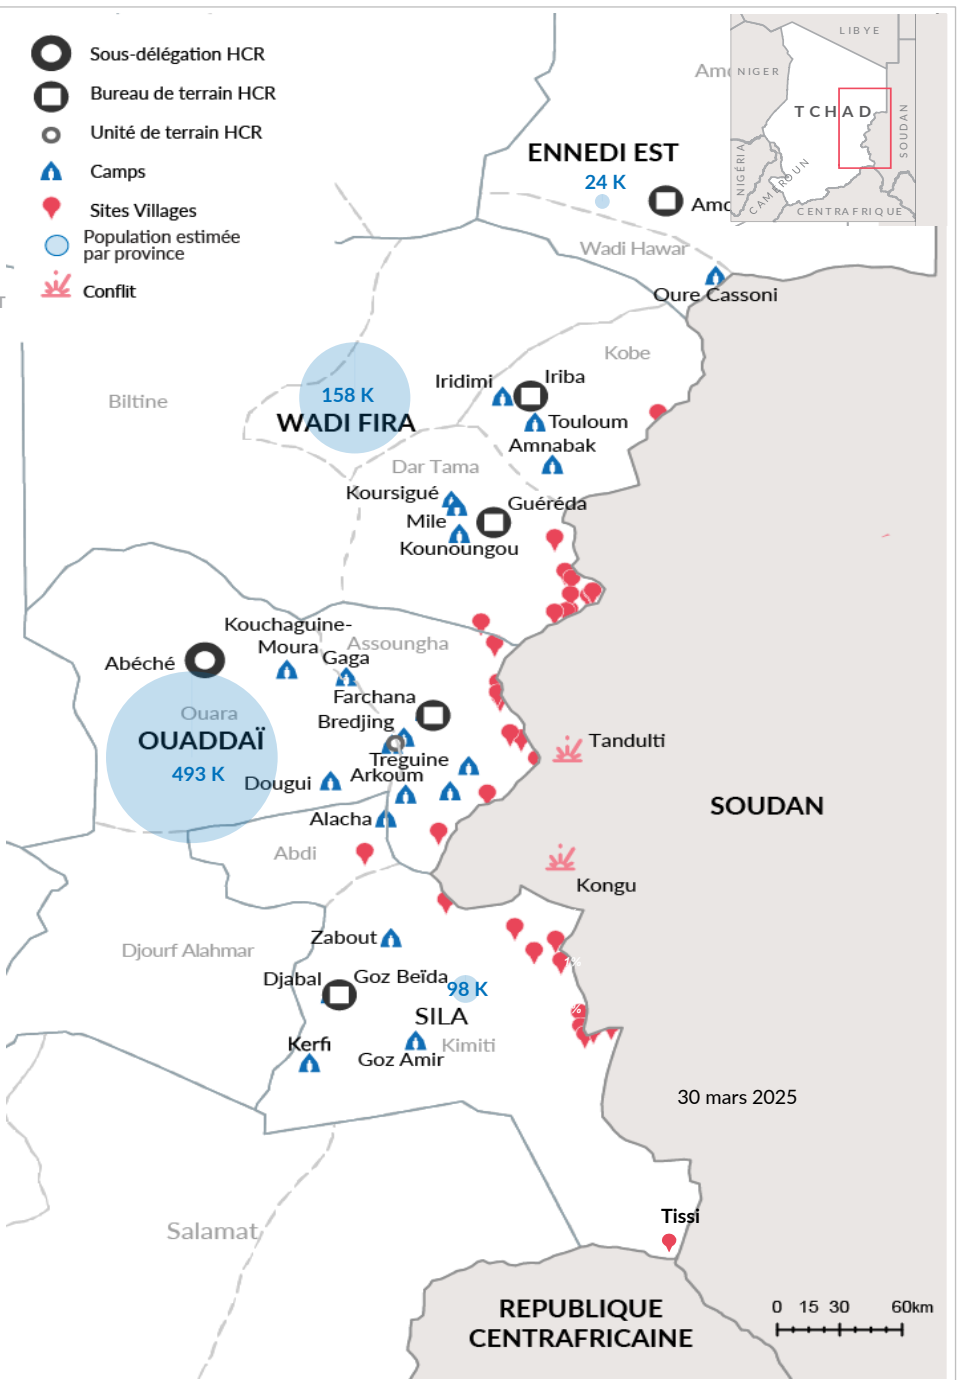 Sous-délégation HCR
Bureau de terrain HCR
Unité de terrain HCR
Camps
Sites Villages
Population estimée
par province
Conflit
LIBYE
NIGER
TCHAD
SOUDAN
NIGÉRIA
CAMEROUN
CENTRAFRIQUE
ENNEDI EST
24 K
Wadi Hawar
Oure Cassoni
Kobe
Biltine
158 K
WADI FIRA
Iridimi
Iriba
Touloum
Amnabak
Dar Tama
Koursigué
Guéréda
Mile
Kounoungou
Kouchaguine-
Moura
Assoungha
Gaga
Abéché
Farchana
Ouara
Bredjing
OUADDAÏ
Treguine
493 K
Arkoum
Dougui
Alacha
Tandulti
SOUDAN
Abdi
Kongu
Zabout
Djourf Alahmar
Djabal
Goz Beïda
98 K
SILA
Kerfi
Kimiti
Goz Amir
30 mars 2025
Tissi
Salamat
REPUBLIQUE
CENTRAFRICAINE
0 15 30 60km